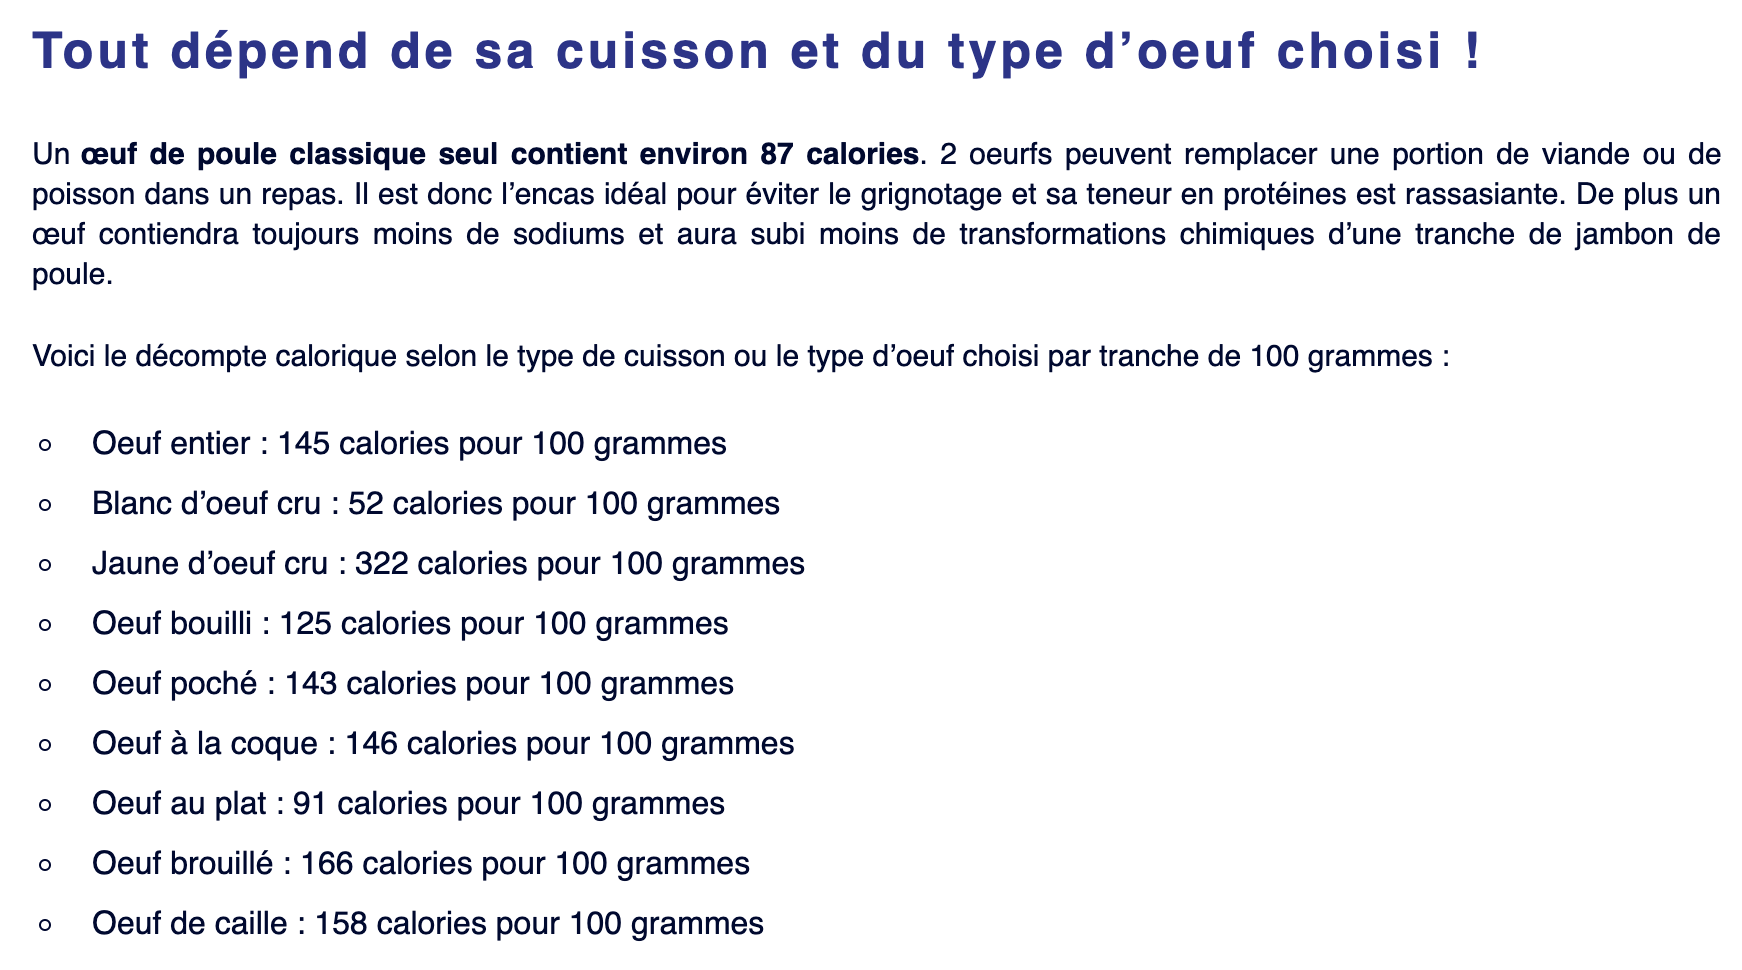 Tout dépend de sa cuisson et du type d’oeuf choisi !
Un œuf de poule classique seul contient environ 87 calories. 2 oeurfs peuvent remplacer une portion de viande ou de
poisson dans un repas. Il est donc l’encas idéal pour éviter le grignotage et sa teneur en protéines est rassasiante. De plus un
œuf contiendra toujours moins de sodiums et aura subi moins de transformations chimiques d’une tranche de jambon de
poule.
Voici le décompte calorique selon le type de cuisson ou le type d’oeuf choisi par tranche de 100 grammes :
Oeuf entier : 145 calories pour 100 grammes
Blanc d’oeuf cru : 52 calories pour 100 grammes
Jaune d’oeuf cru : 322 calories pour 100 grammes
Oeuf bouilli : 125 calories pour 100 grammes
Oeuf poché : 143 calories pour 100 grammes
Oeuf à la coque : 146 calories pour 100 grammes
Oeuf au plat : 91 calories pour 100 grammes
Oeuf brouillé : 166 calories pour 100 grammes
Oeuf de caille : 158 calories pour 100 grammes